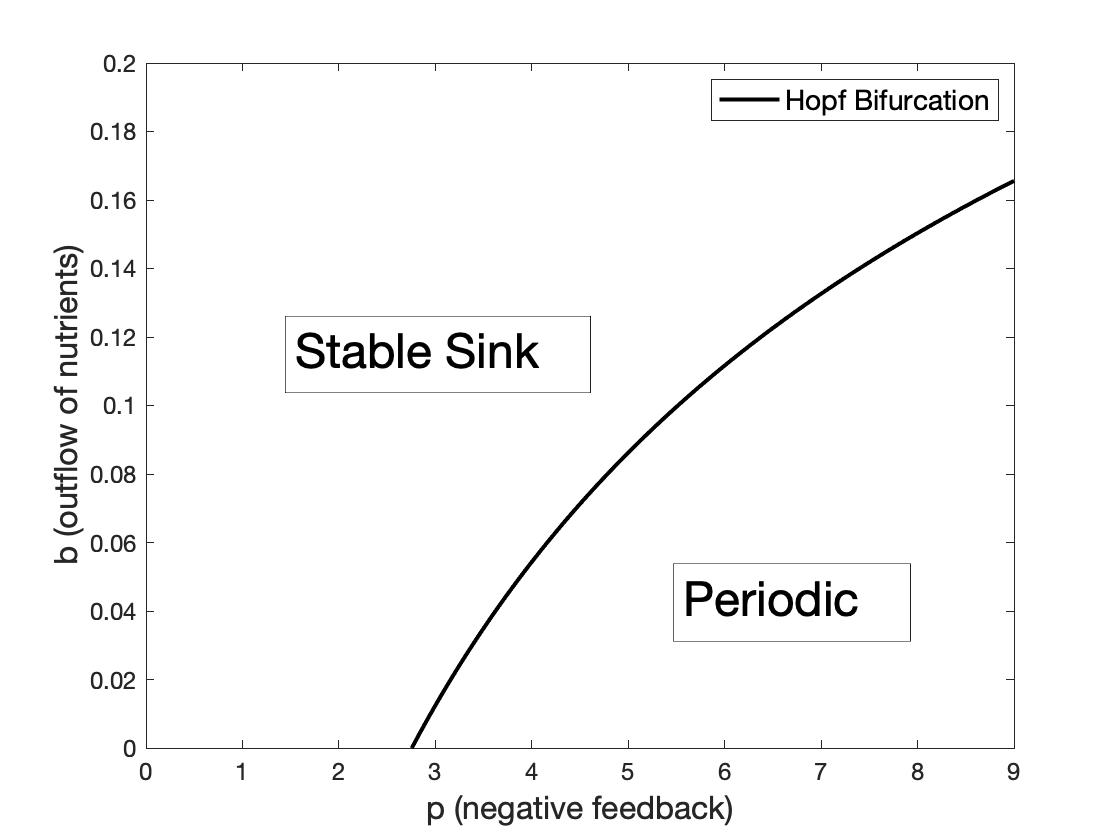 0.2
Hopf Bifurcation
0.18
0.16
0.14
0.12
Stable Sink
0.1
0.08
0.06
0.04
Periodic
0.02
0
b (outflow of nutrients)
0 1 2 3 4 5 6 7 8 9
p (negative feedback)